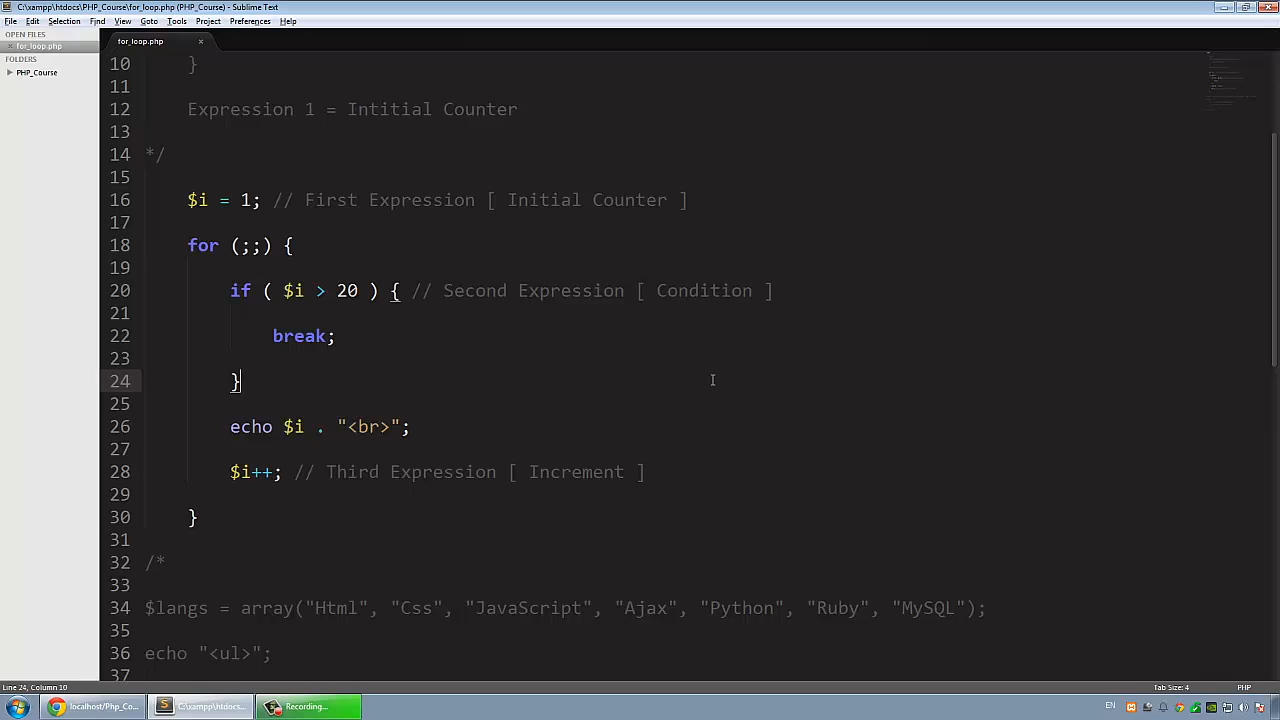 C:\xampp\htdocs\PHP_Course\for_loop.php (PHP_Course) - Sublime Text
File Edit Selection Find View Goto Tools Project Preferences Help
OPEN FILES
for_loop.php
FOLDERS
PHP_Course
for_loop.php
10 }
11
12 Expression 1 = Intitial Counter
13
14 */
15
16 $i = 1; // First Expression [ Initial Counter ]
17
18 for (;;) {
19
20 if ( $i > 20 ) { // Second Expression [ Condition ]
21
22 break;
23
24 }
25
26 echo $i . "<br>";
27
28 $i++; // Third Expression [ Increment ]
29
30 }
31
32 /*
33
34 $langs = array("Html", "Css", "JavaScript", "Ajax", "Python", "Ruby", "MySQL");
35
36 echo "<ul>";
37
Line 24, Column 10
Tab Size: 4 PHP
localhost/Php_Co...
C:\xampp\htdocs...
Recording...
EN